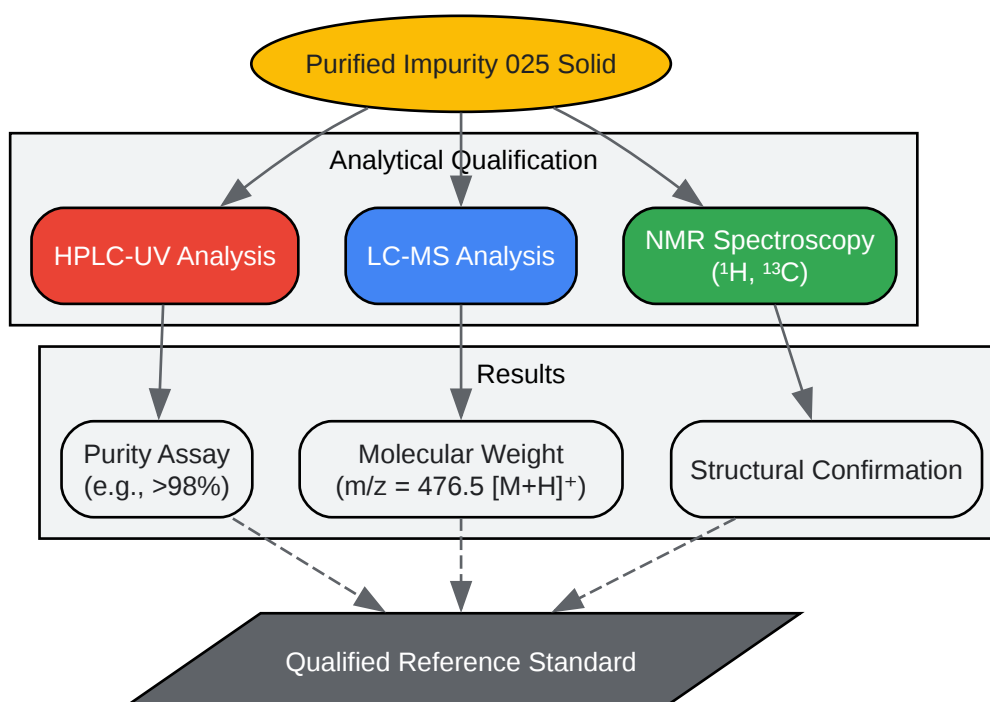 Purified Impurity 025 Solid
Analytical Qualification
HPLC-UV Analysis
LC-MS Analysis
NMR Spectroscopy
(¹H, ¹³C)
Results
Purity Assay
(e.g., >98%)
Molecular Weight
(m/z = 476.5 [M+H]⁺)
Structural Confirmation
Qualified Reference Standard